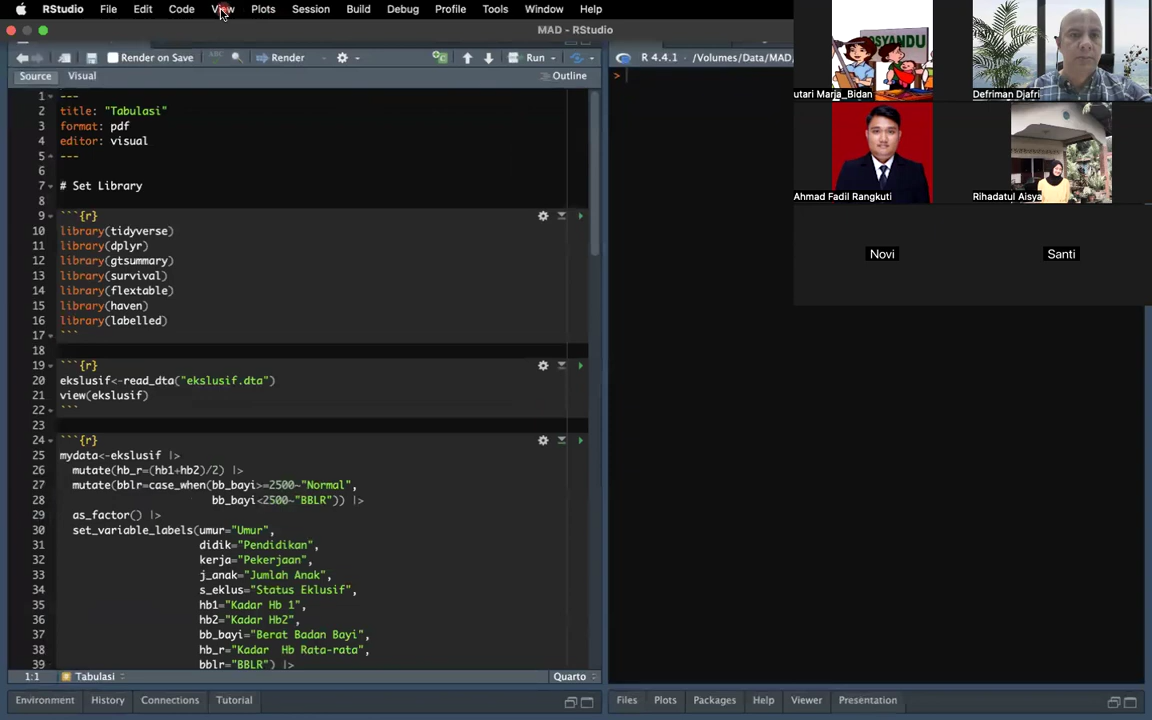 RStudio File Edit Code View Plots Session Build Debug Profile Tools Window Help
MAD - RStudio
Render on Save ABC Render Run
Source Visual Outline
1 ---
2 title: "Tabulasi"
3 format: pdf
4 editor: visual
5 ---
6
7 # Set Library
8
9 ```{r}
10 library(tidyverse)
11 library(dplyr)
12 library(gtsummary)
13 library(survival)
14 library(flextable)
15 library(haven)
16 library(labelled)
17 ```
18
19 ```{r}
20 ekslusif<-read_dta("ekslusif.dta")
21 view(ekslusif)
22 ```
23
24 ```{r}
25 mydata<-ekslusif |>
26 mutate(hb_r=(hb1+hb2)/2) |>
27 mutate(bblr=case_when(bb_bayi>=2500~"Normal",
28 bb_bayi<2500~"BBLR")) |>
29 as_factor() |>
30 set_variable_labels(umur="Umur",
31 didik="Pendidikan",
32 kerja="Pekerjaan",
33 j_anak="Jumlah Anak",
34 s_eklus="Status Eklusif",
35 hb1="Kadar Hb 1",
36 hb2="Kadar Hb2",
37 bb_bayi="Berat Badan Bayi",
38 hb_r="Kadar  Hb Rata-rata",
39 bblr="BBLR") |>
1:1 Tabulasi Quarto
Environment History Connections Tutorial
R 4.4.1 · /Volumes/Data/MAD/
>
Files Plots Packages Help Viewer Presentation
OSYANDU
utari Marja_Bidan
Defriman Djafri
Ahmad Fadil Rangkuti
Rihadatul Aisya
Novi
Santi